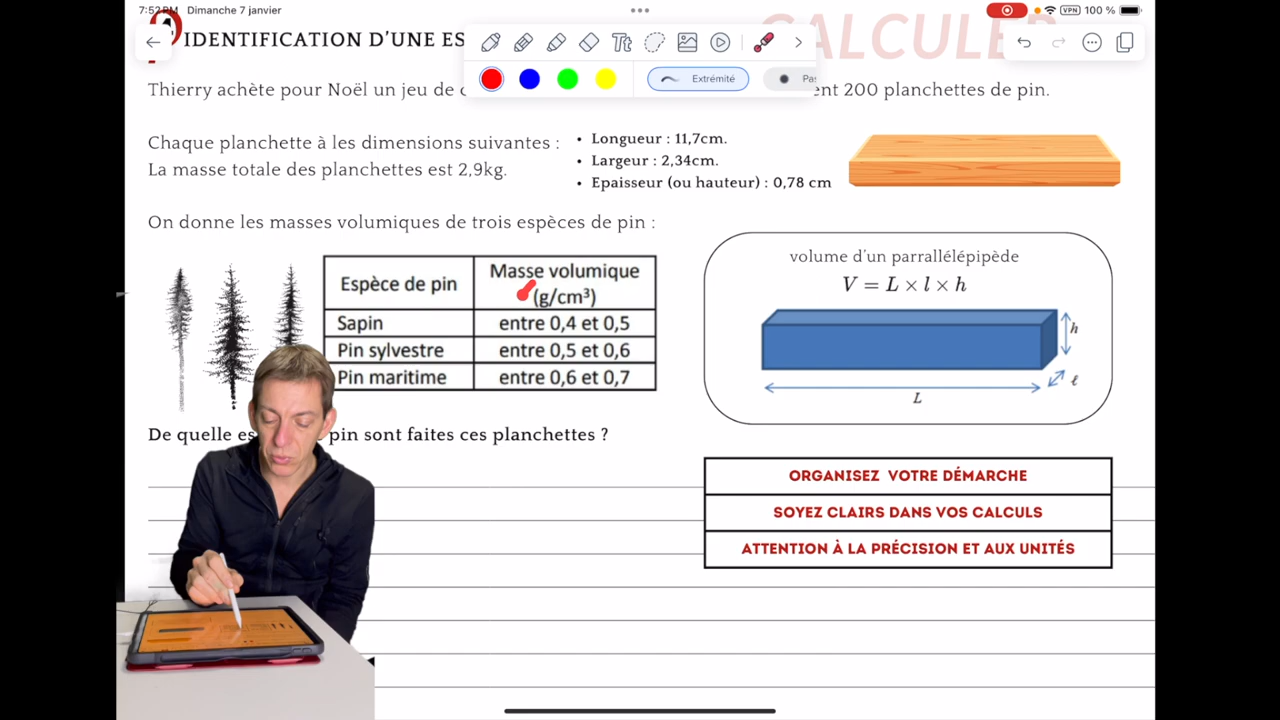 7:52 PM Dimanche 7 janvier
VPN 100 %
IDENTIFICATION D'UNE ES
CALCULER
Tt
Extrémité
Pas
Thierry achète pour Noël un jeu de
ent 200 planchettes de pin.
Chaque planchette à les dimensions suivantes :
La masse totale des planchettes est 2,9kg.
• Longueur : 11,7cm.
• Largeur : 2,34cm.
• Epaisseur (ou hauteur) : 0,78 cm
On donne les masses volumiques de trois espèces de pin :
Espèce de pin
Masse volumique
(g/cm³)
Sapin
entre 0,4 et 0,5
Pin sylvestre
entre 0,5 et 0,6
Pin maritime
entre 0,6 et 0,7
volume d'un parrallélépipède
V = L × l × h
h
ℓ
L
De quelle es
pin sont faites ces planchettes ?
ORGANISEZ VOTRE DÉMARCHE
SOYEZ CLAIRS DANS VOS CALCULS
ATTENTION À LA PRÉCISION ET AUX UNITÉS